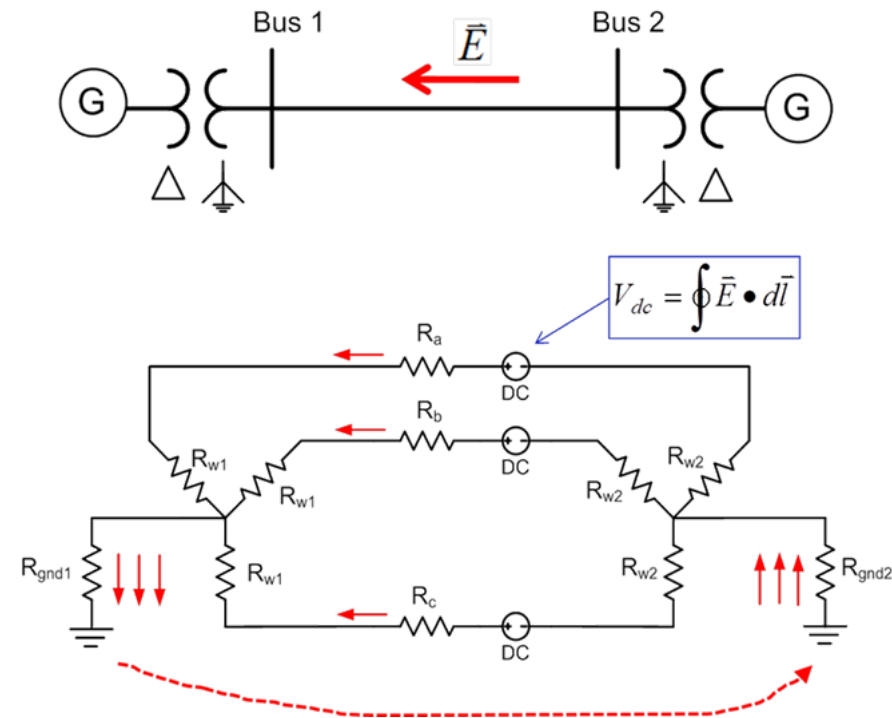 Bus 1
Bus 2
E
G
G
V_dc = ∮ E • dl
R_a
DC
R_b
DC
R_w1
R_w1
R_w2
R_w2
R_gnd1
R_w1
R_w2
R_gnd2
R_c
DC